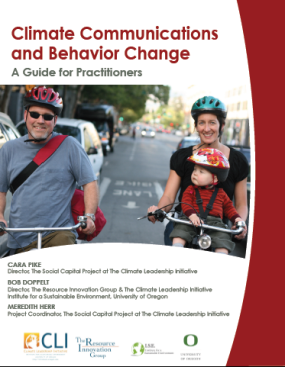 Climate Communications
and Behavior Change
A Guide for Practitioners
BIKE LANE
CARA PIKE
Director, The Social Capital Project at The Climate Leadership Initiative
BOB DOPPELT
Director, The Resource Innovation Group & The Climate Leadership Initiative
Institute for a Sustainable Environment, University of Oregon
MEREDITH HERR
Project Coordinator, The Social Capital Project at The Climate Leadership Initiative
CLI
The Resource
Innovation
Group
O
UNIVERSITY
OF OREGON